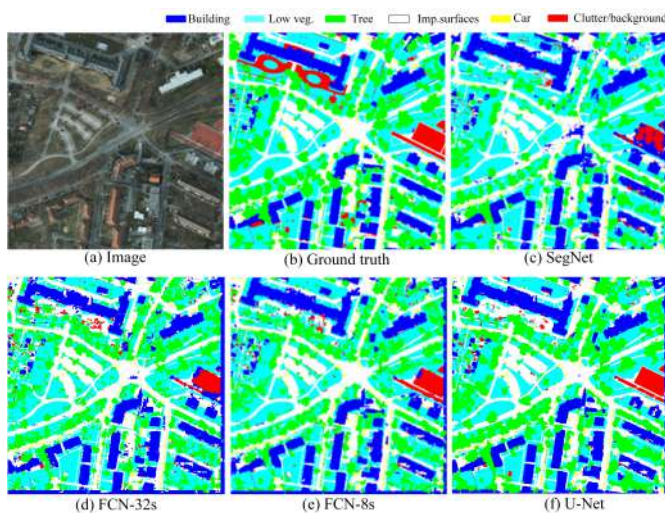 Building Low veg. Tree Imp.surfaces Car Clutter/background
(a) Image (b) Ground truth (c) SegNet
(d) FCN-32s (e) FCN-8s (f) U-Net